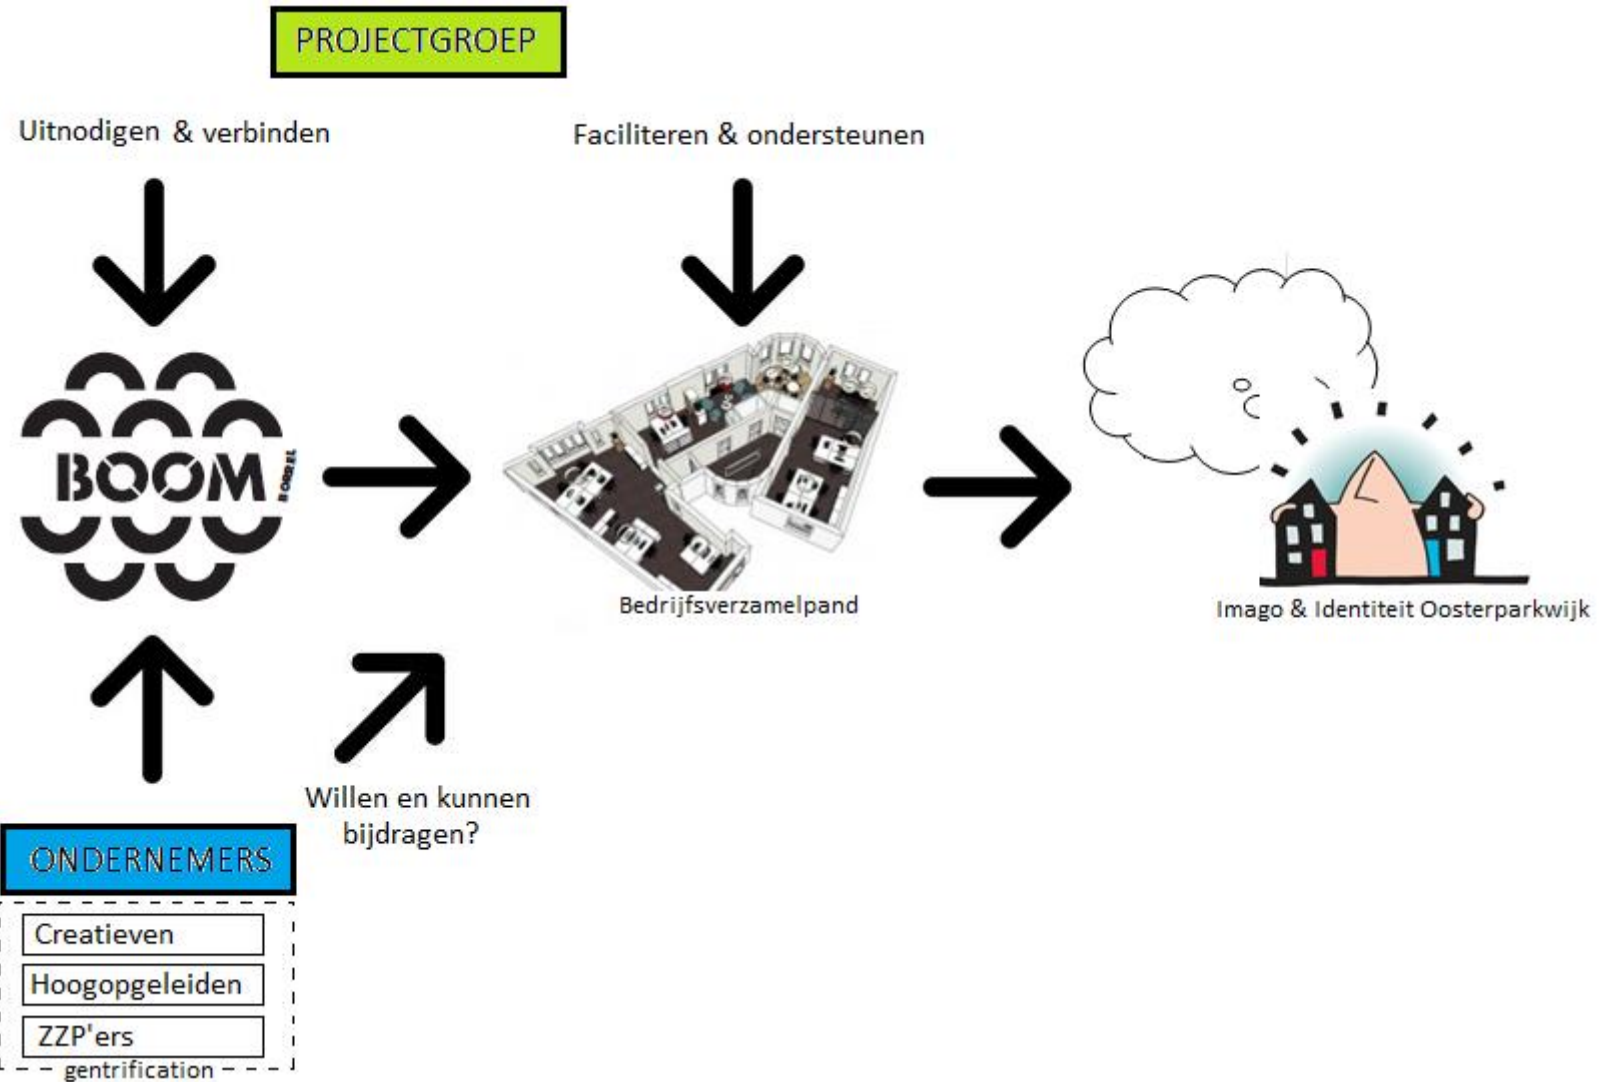 PROJECTGROEP
Uitnodigen & verbinden
Faciliteren & ondersteunen
BOOM
BORREL
Bedrijfsverzamelpand
Imago & Identiteit Oosterparkwijk
Willen en kunnen
bijdragen?
ONDERNEMERS
Creatieven
Hoogopgeleiden
ZZP'ers
gentrification